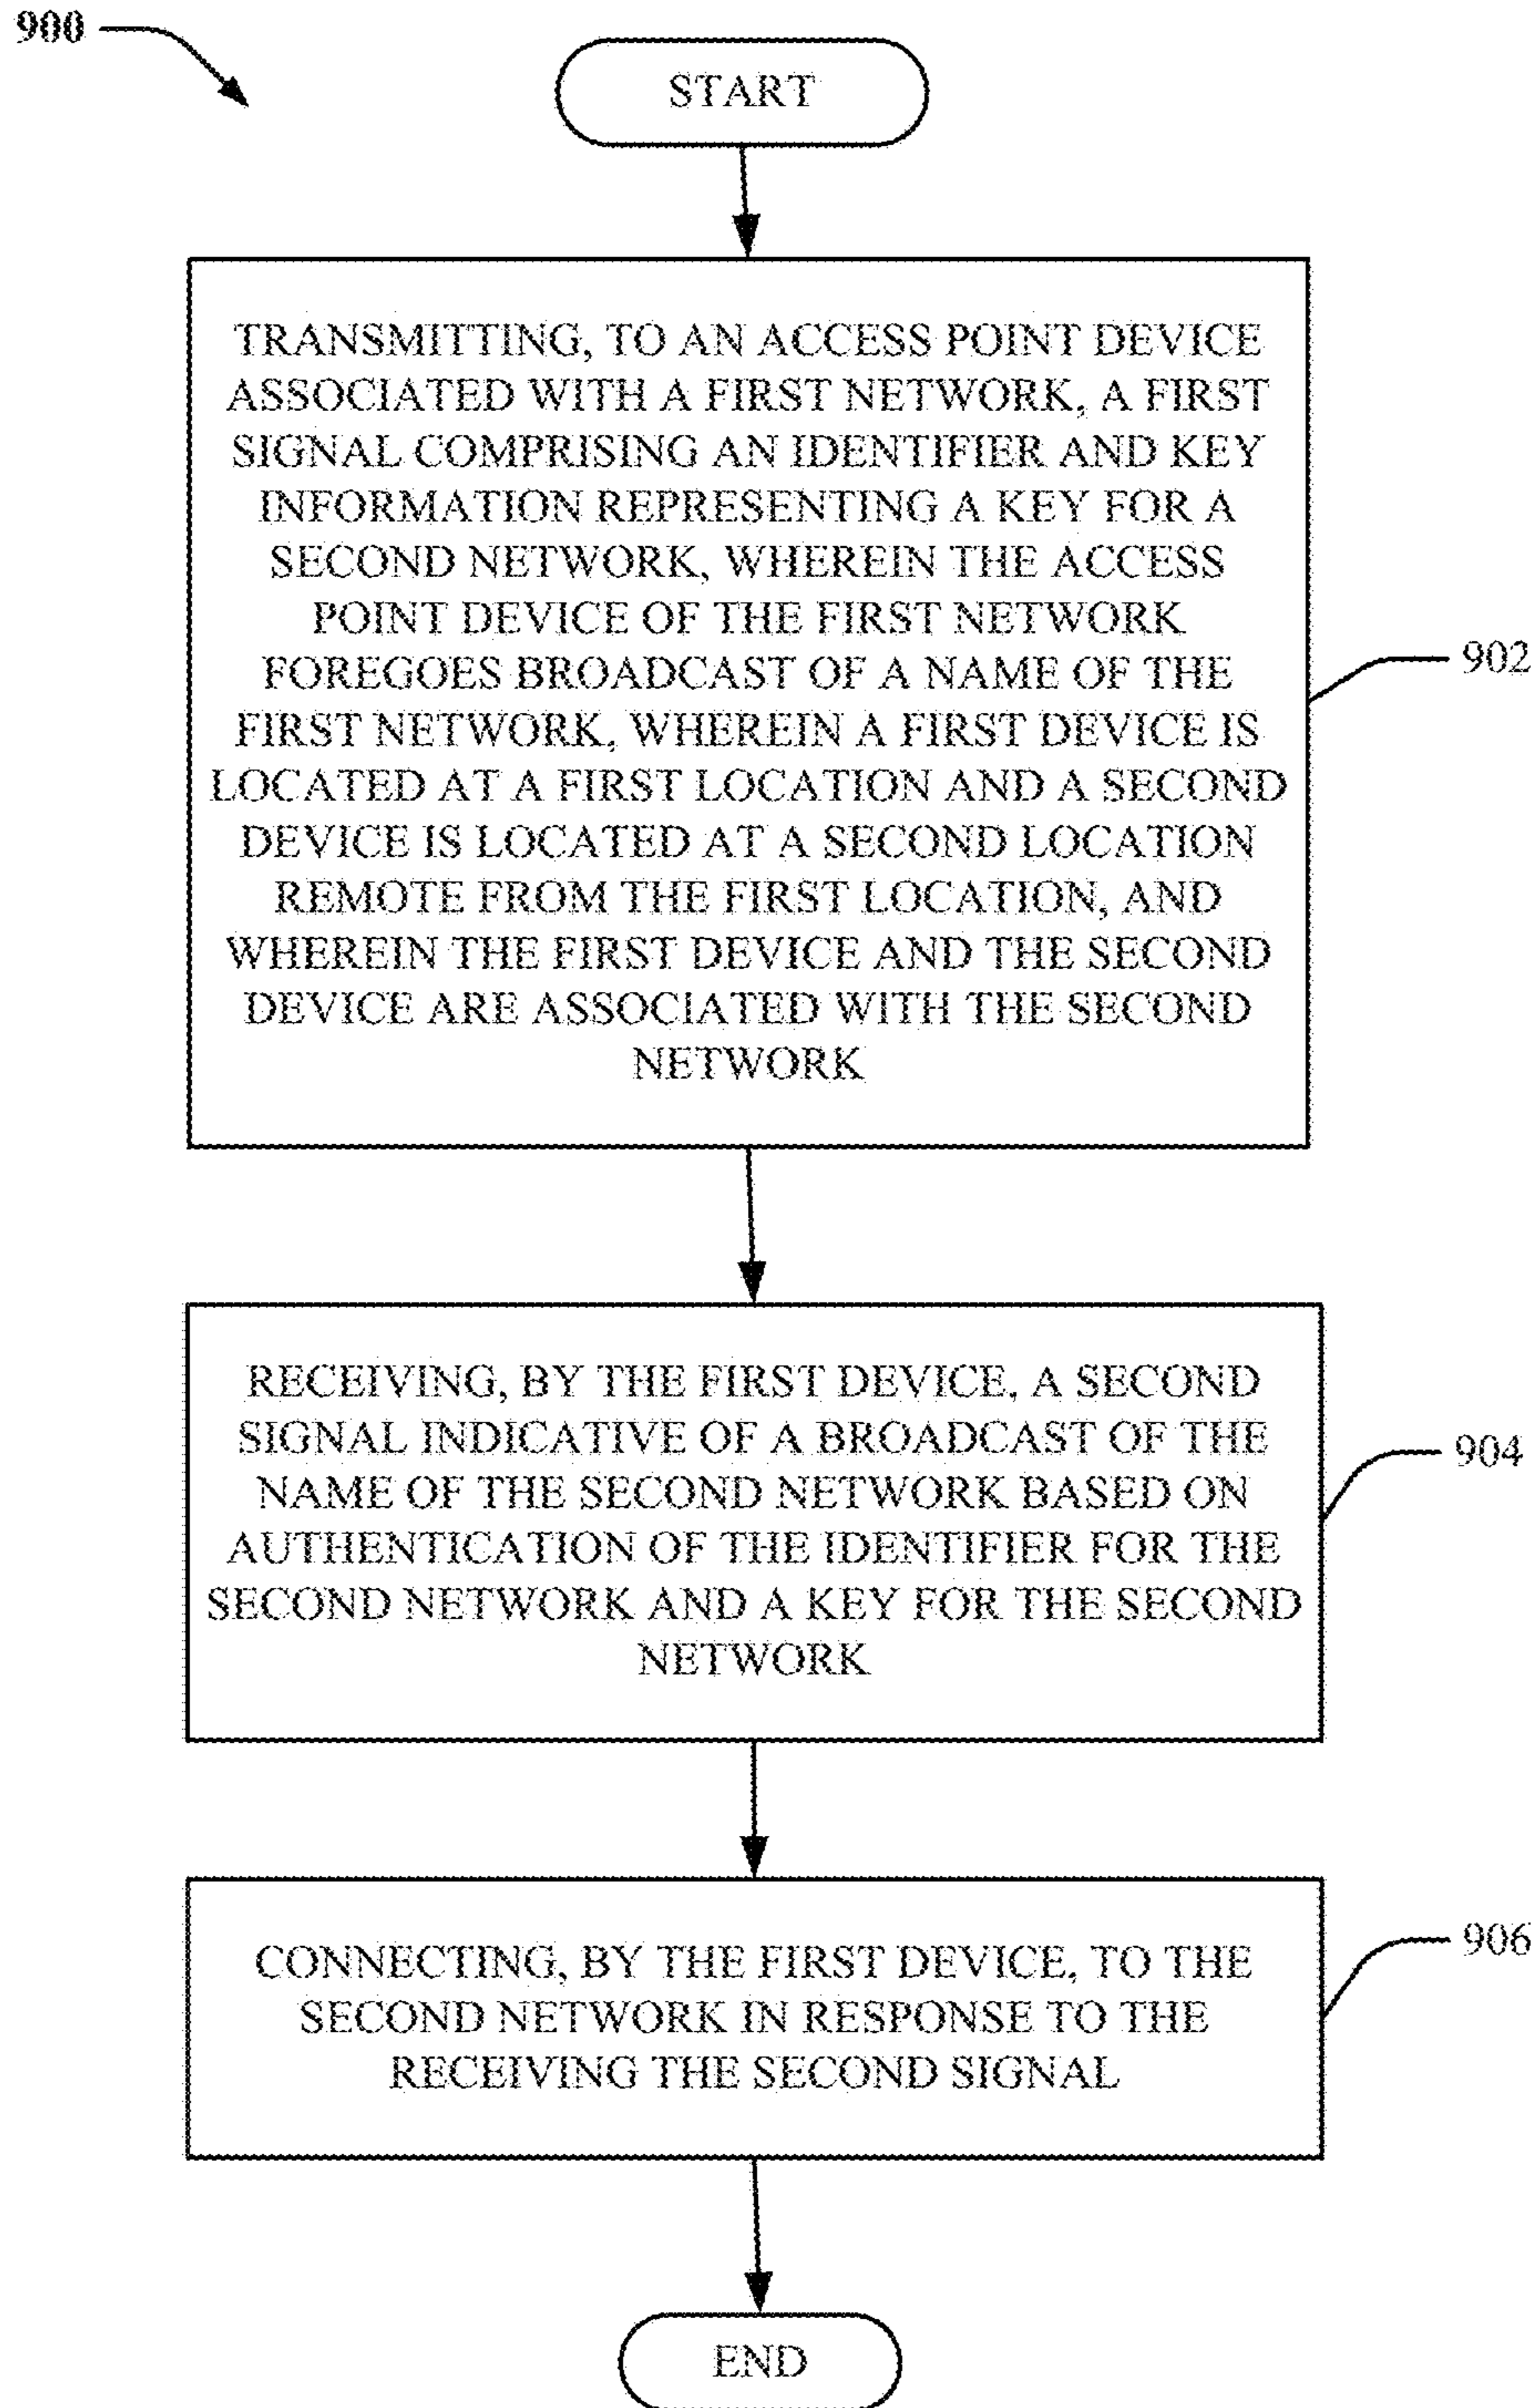 900
START
TRANSMITTING, TO AN ACCESS POINT DEVICE
ASSOCIATED WITH A FIRST NETWORK, A FIRST
SIGNAL COMPRISING AN IDENTIFIER AND KEY
INFORMATION REPRESENTING A KEY FOR A
SECOND NETWORK, WHEREIN THE ACCESS
POINT DEVICE OF THE FIRST NETWORK
FOREGOES BROADCAST OF A NAME OF THE
FIRST NETWORK, WHEREIN A FIRST DEVICE IS
LOCATED AT A FIRST LOCATION AND A SECOND
DEVICE IS LOCATED AT A SECOND LOCATION
REMOTE FROM THE FIRST LOCATION, AND
WHEREIN THE FIRST DEVICE AND THE SECOND
DEVICE ARE ASSOCIATED WITH THE SECOND
NETWORK
902
RECEIVING, BY THE FIRST DEVICE, A SECOND
SIGNAL INDICATIVE OF A BROADCAST OF THE
NAME OF THE SECOND NETWORK BASED ON
AUTHENTICATION OF THE IDENTIFIER FOR THE
SECOND NETWORK AND A KEY FOR THE SECOND
NETWORK
904
CONNECTING, BY THE FIRST DEVICE, TO THE
SECOND NETWORK IN RESPONSE TO THE
RECEIVING THE SECOND SIGNAL
906
END